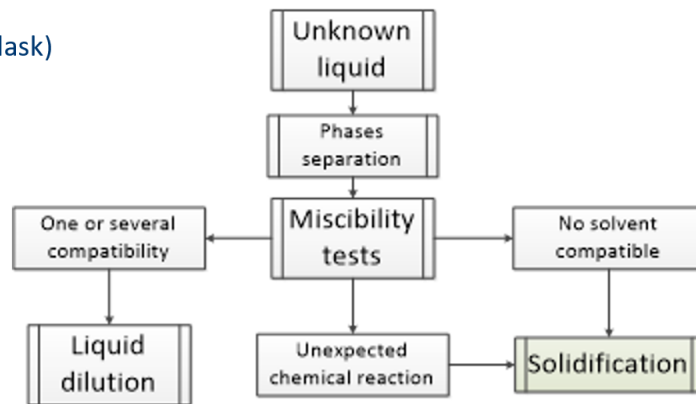 lask)
Unknown
liquid
Phases
separation
One or several
compatibility
Miscibility
tests
No solvent
compatible
Liquid
dilution
Unexpected
chemical reaction
Solidification